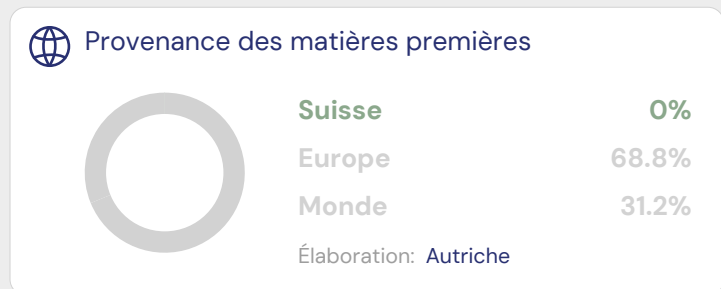 Provenance des matières premières
Suisse 0%
Europe 68.8%
Monde 31.2%
Élaboration: Autriche